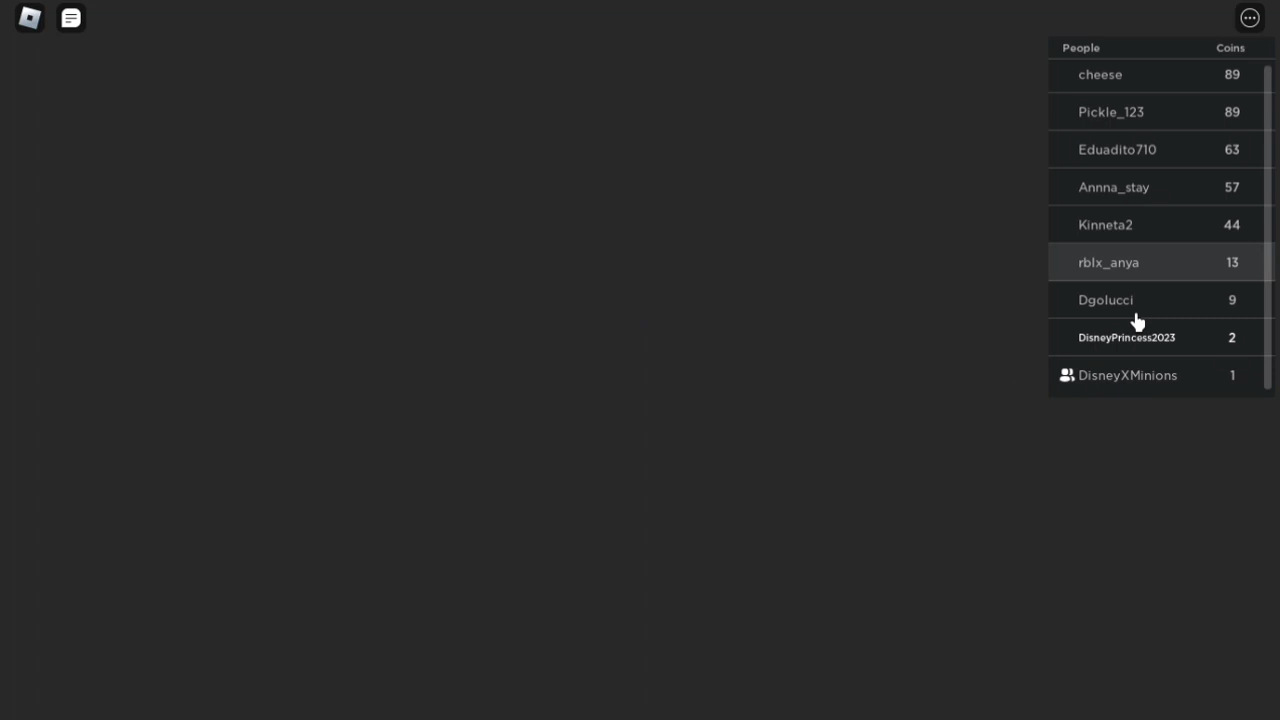 People Coins
cheese 89
Pickle_123 89
Eduadito710 63
Annna_stay 57
Kinneta2 44
rblx_anya 13
Dgolucci 9
DisneyPrincess2023 2
DisneyXMinions 1